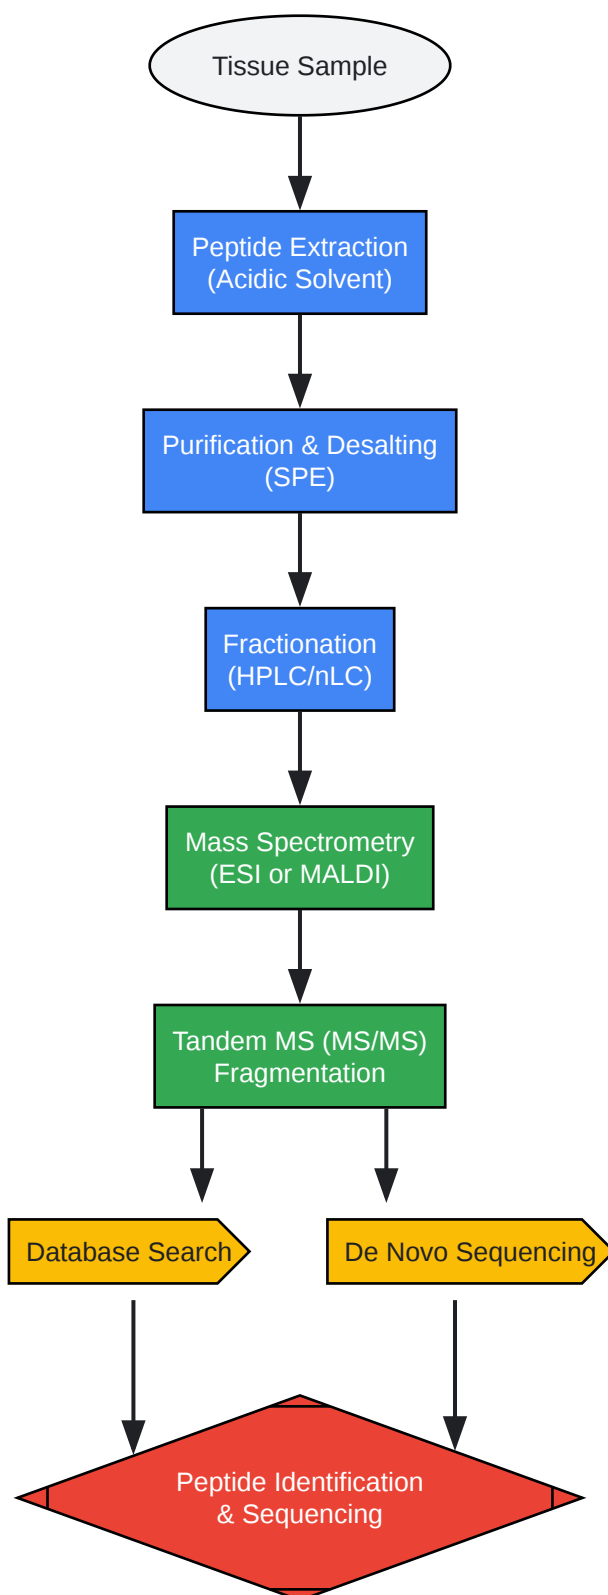 Tissue Sample
Peptide Extraction
(Acidic Solvent)
Purification & Desalting
(SPE)
Fractionation
(HPLC/nLC)
Mass Spectrometry
(ESI or MALDI)
Tandem MS (MS/MS)
Fragmentation
Database Search
De Novo Sequencing
Peptide Identification
& Sequencing